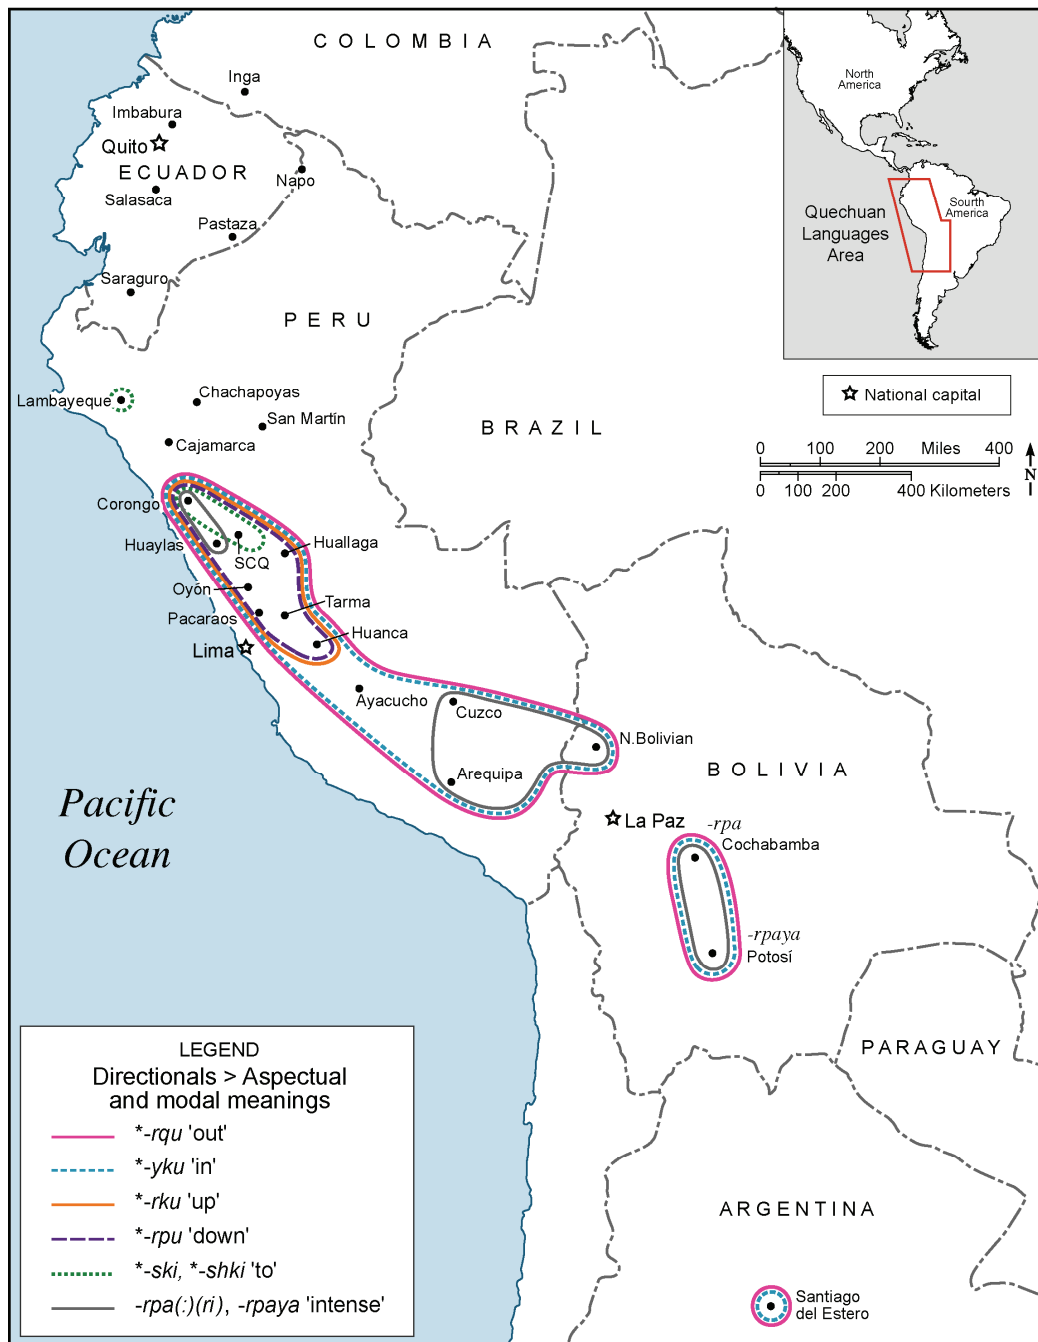 COLOMBIA
Inga
Imbabura
Quito
ECUADOR
Napo
Salasaca
Pastaza
Saraguro
PERU
North
America
Sourth
America
Quechuan
Languages
Area
National capital
Lambayeque
Chachapoyas
San Martín
Cajamarca
BRAZIL
0 100 200 Miles 400
0 100 200 400 Kilometers
N
Corongo
Huaylas
SCQ
Huallaga
Oyón
Tarma
Pacaraos
Huanca
Lima
Ayacucho
Cuzco
N.Bolivian
Arequipa
BOLIVIA
Pacific
Ocean
La Paz
-rpa
Cochabamba
-rpaya
Potosí
PARAGUAY
ARGENTINA
Santiago
del Estero
LEGEND
Directionals > Aspectual
and modal meanings
*-rqu 'out'
*-yku 'in'
*-rku 'up'
*-rpu 'down'
*-ski, *-shki 'to'
-rpa(:)(ri), -rpaya 'intense'